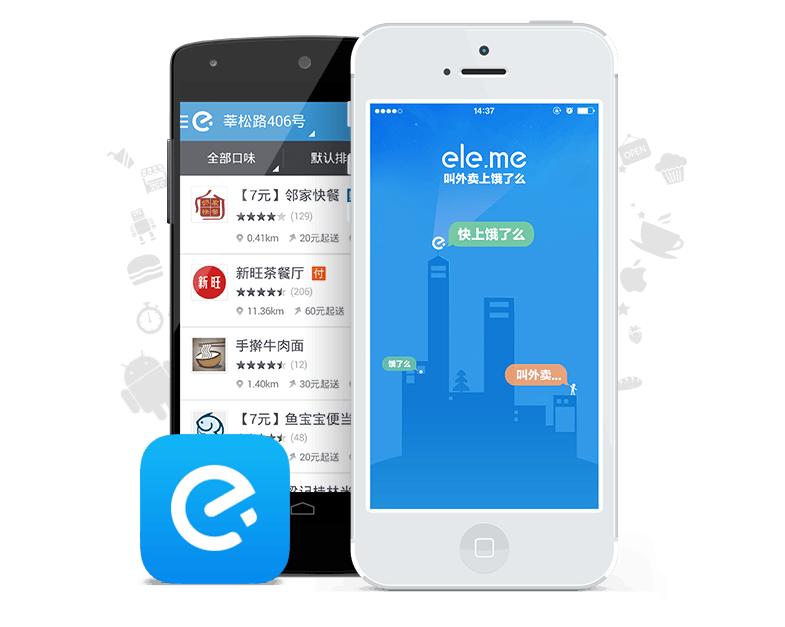 莘松路406号
全部口味
默认排
【7元】邻家快餐
(129)
0.41km
20元起送
新旺
新旺茶餐厅 付
(206)
11.36km
60元起送
手擀牛肉面
(12)
1.40km
30元起送
【7元】鱼宝宝便当
(48)
20元起送
14:37
ele.me
叫外卖上饿了么
快上饿了么
饿了么
叫外卖...
OPEN